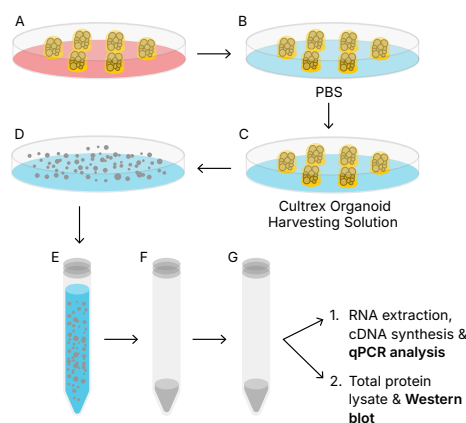 A
B
PBS
D
C
Cultrex Organoid
Harvesting Solution
E
F
G
1. RNA extraction,
cDNA synthesis &
qPCR analysis
2. Total protein
lysate & Western
blot